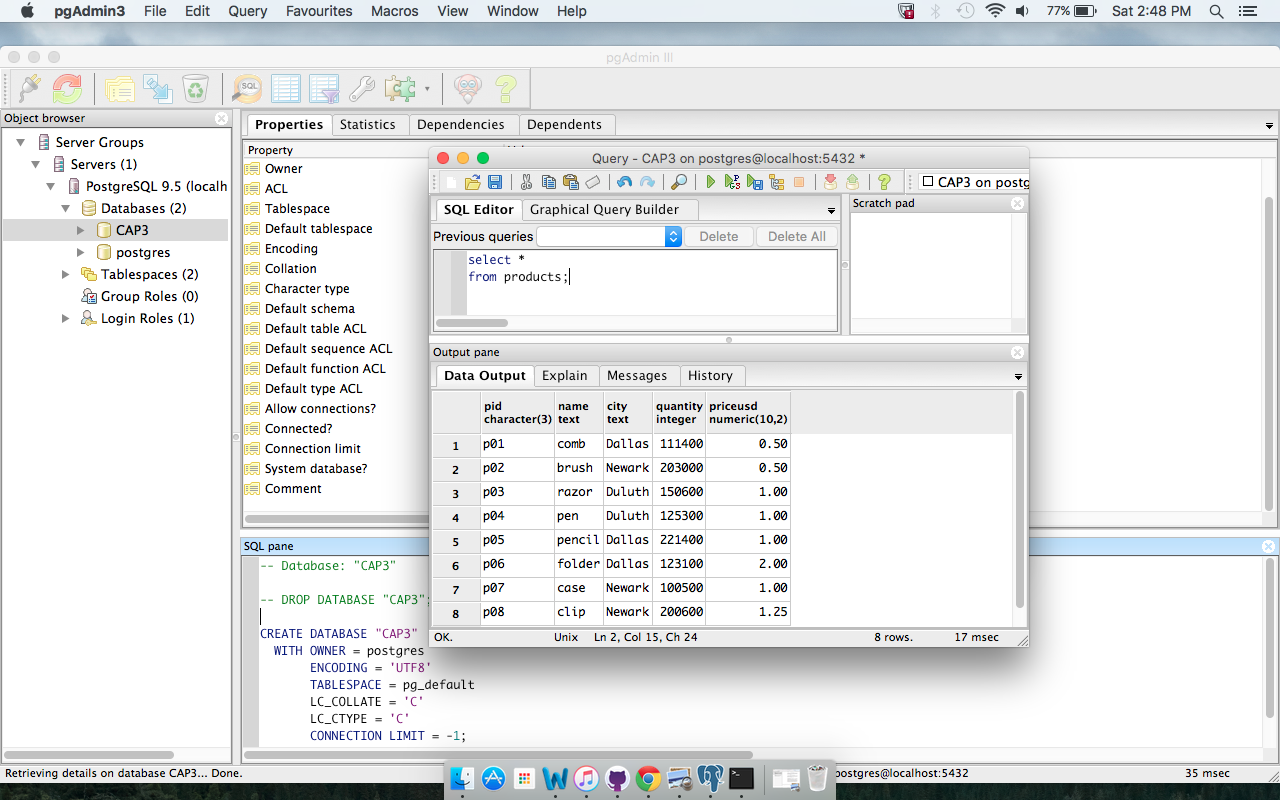 pgAdmin3 File Edit Query Favourites Macros View Window Help 77% Sat 2:48 PM
pgAdmin III
SQL
Object browser
Server Groups
Servers (1)
PostgreSQL 9.5 (localh
Databases (2)
CAP3
postgres
Tablespaces (2)
Group Roles (0)
Login Roles (1)
Properties Statistics Dependencies Dependents
Property
Owner
ACL
Tablespace
Default tablespace
Encoding
Collation
Character type
Default schema
Default table ACL
Default sequence ACL
Default function ACL
Default type ACL
Allow connections?
Connected?
Connection limit
System database?
Comment
Query - CAP3 on postgres@localhost:5432 *
CAP3 on postg
SQL Editor Graphical Query Builder
Previous queries Delete Delete All
select *
from products;
Scratch pad
Output pane
Data Output Explain Messages History
pid name city quantity priceusd
character(3) text text integer numeric(10,2)
1 p01 comb Dallas 111400 0.50
2 p02 brush Newark 203000 0.50
3 p03 razor Duluth 150600 1.00
4 p04 pen Duluth 125300 1.00
5 p05 pencil Dallas 221400 1.00
6 p06 folder Dallas 123100 2.00
7 p07 case Newark 100500 1.00
8 p08 clip Newark 200600 1.25
OK. Unix Ln 2, Col 15, Ch 24 8 rows. 17 msec
SQL pane
-- Database: "CAP3"
-- DROP DATABASE "CAP3";
CREATE DATABASE "CAP3"
WITH OWNER = postgres
ENCODING = 'UTF8'
TABLESPACE = pg_default
LC_COLLATE = 'C'
LC_CTYPE = 'C'
CONNECTION LIMIT = -1;
Retrieving details on database CAP3... Done. postgres@localhost:5432 35 msec